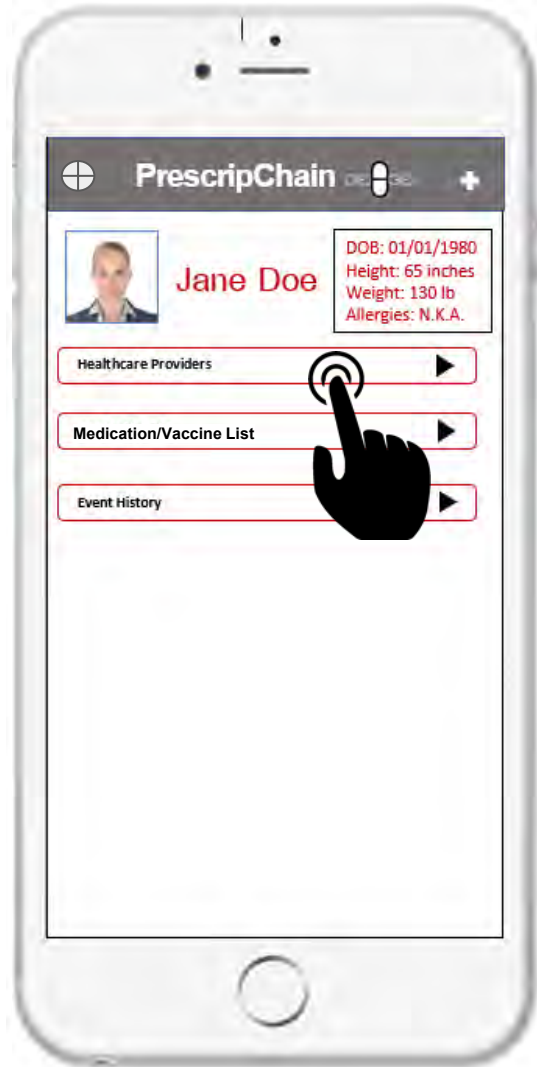 PrescripChain
Jane Doe
DOB: 01/01/1980
Height: 65 inches
Weight: 130 lb
Allergies: N.K.A.
Healthcare Providers
Medication/Vaccine List
Event History